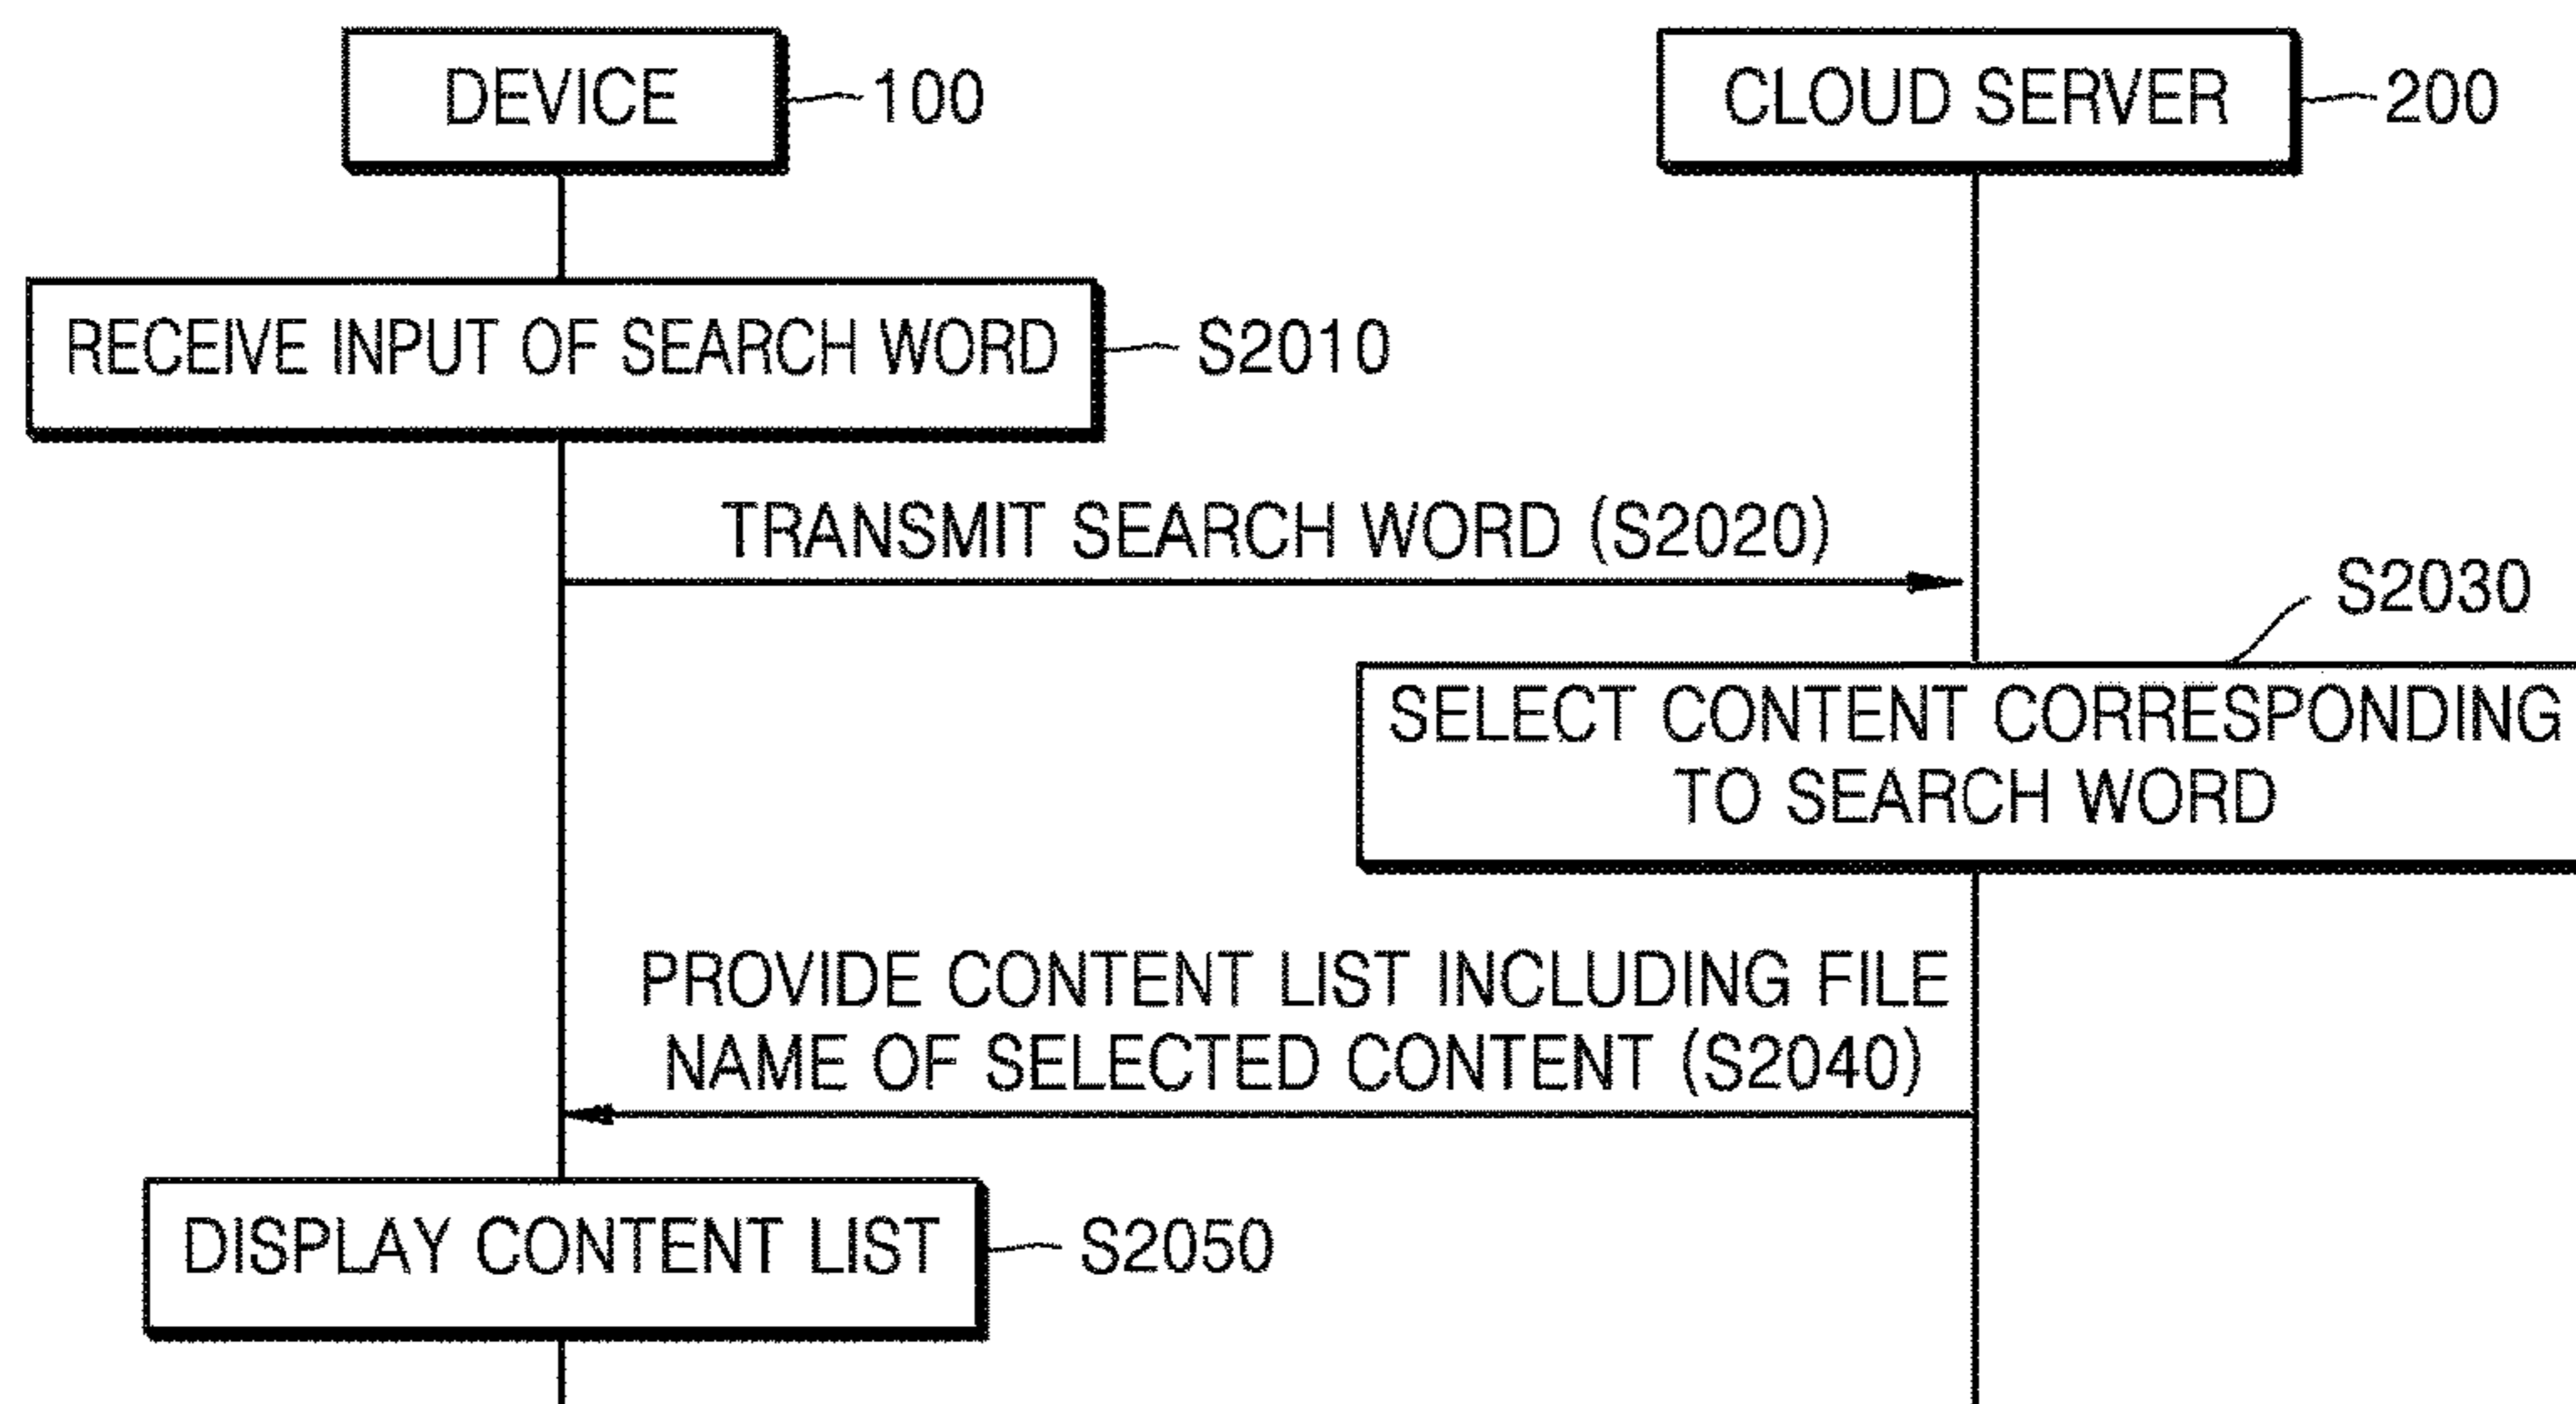 DEVICE
100
CLOUD SERVER
200
RECEIVE INPUT OF SEARCH WORD
S2010
TRANSMIT SEARCH WORD (S2020)
S2030
SELECT CONTENT CORRESPONDING
TO SEARCH WORD
PROVIDE CONTENT LIST INCLUDING FILE
NAME OF SELECTED CONTENT (S2040)
DISPLAY CONTENT LIST
S2050